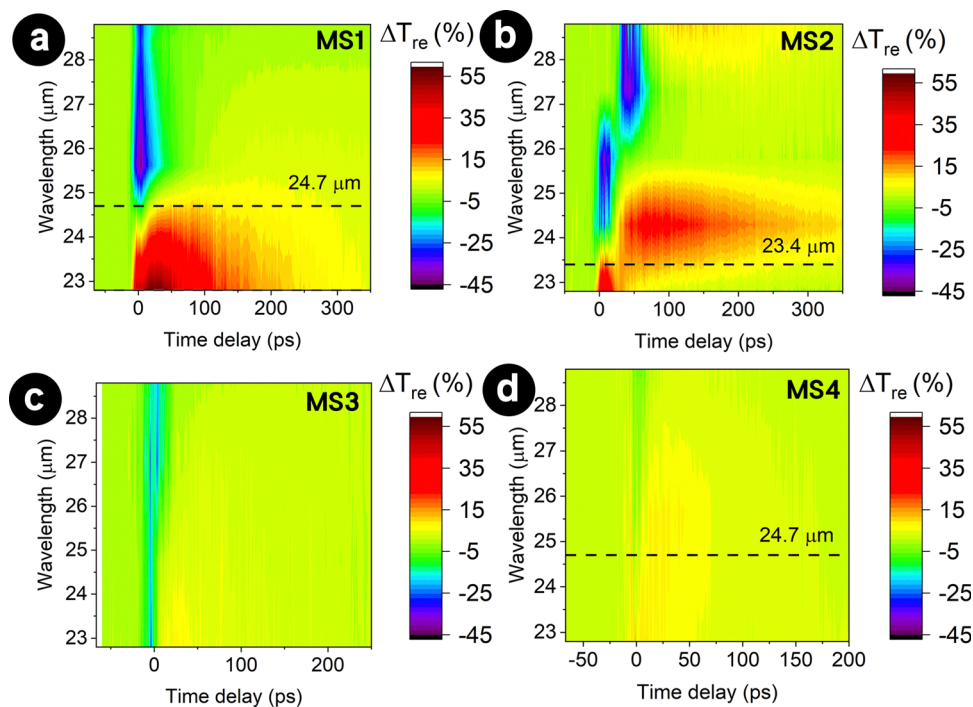 a
MS1
ΔTre (%)
Wavelength (μm)
28
27
26
25
24
23
24.7 μm
0
100
200
300
Time delay (ps)
55
35
15
-5
-25
-45
b
MS2
ΔTre (%)
Wavelength (μm)
28
27
26
25
24
23
23.4 μm
0
100
200
300
Time delay (ps)
55
35
15
-5
-25
-45
c
MS3
ΔTre (%)
Wavelength (μm)
28
27
26
25
24
23
0
100
200
Time delay (ps)
55
35
15
-5
-25
-45
d
MS4
ΔTre (%)
Wavelength (μm)
28
27
26
25
24
23
24.7 μm
-50
0
50
100
150
200
Time delay (ps)
55
35
15
-5
-25
-45